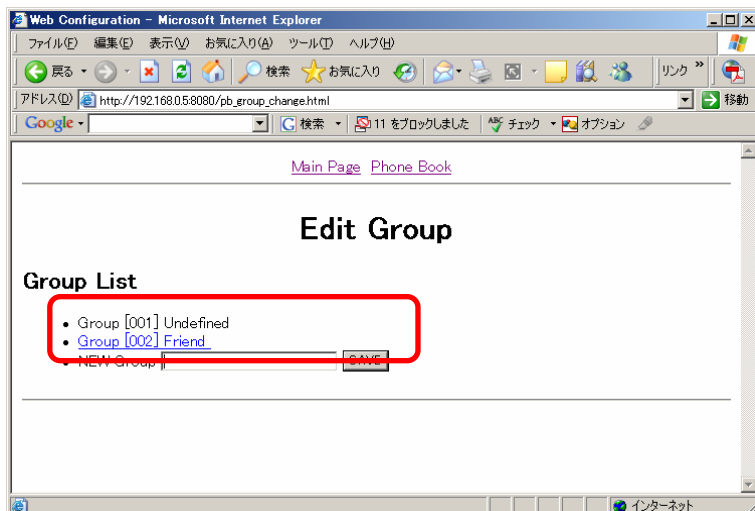 Web Configuration - Microsoft Internet Explorer
ファイル(F) 編集(E) 表示(V) お気に入り(A) ツール(T) ヘルプ(H)
戻る 検索 お気に入り リンク »
アドレス(D) http://192.168.0.5:8080/pb_group_change.html 移動
Google 検索 11 をブロックしました ABC チェック オプション
Main Page Phone Book
Edit Group
Group List
Group [001] Undefined
Group [002] Friend
NEW Group SAVE
インターネット